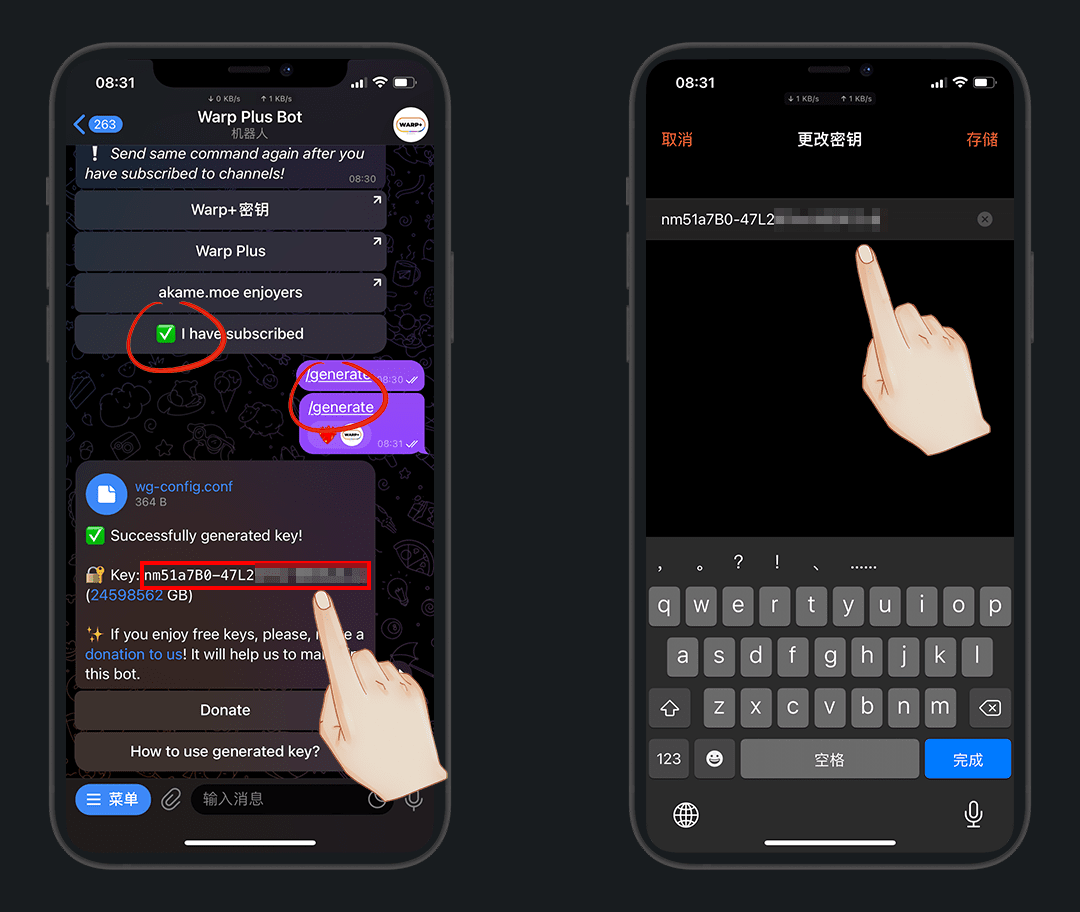 08:31
↓ 0 KB/s ↑ 1 KB/s
263
Warp Plus Bot
机器人
WARP+
❗ Send same command again after you
have subscribed to channels!
08:30
Warp+密钥
Warp Plus
akame.moe enjoyers
✅ I have subscribed
/generate 08:30
/generate
WARP+
08:31
wg-config.conf
364 B
✅ Successfully generated key!
🔐 Key: nm51a7B0-47L2
(24598562 GB)
✨ If you enjoy free keys, please, a
donation to us! It will help us to
this bot.
Donate
How to use generated key?
菜单
输入消息
08:31
↓ 1 KB/s ↑ 1 KB/s
取消 更改密钥 存储
nm51a7B0-47L2
， 。 ？ ！ 、 ......
q w e r t y u i o p
a s d f g h j k l
z x c v b n m
123 空格 完成